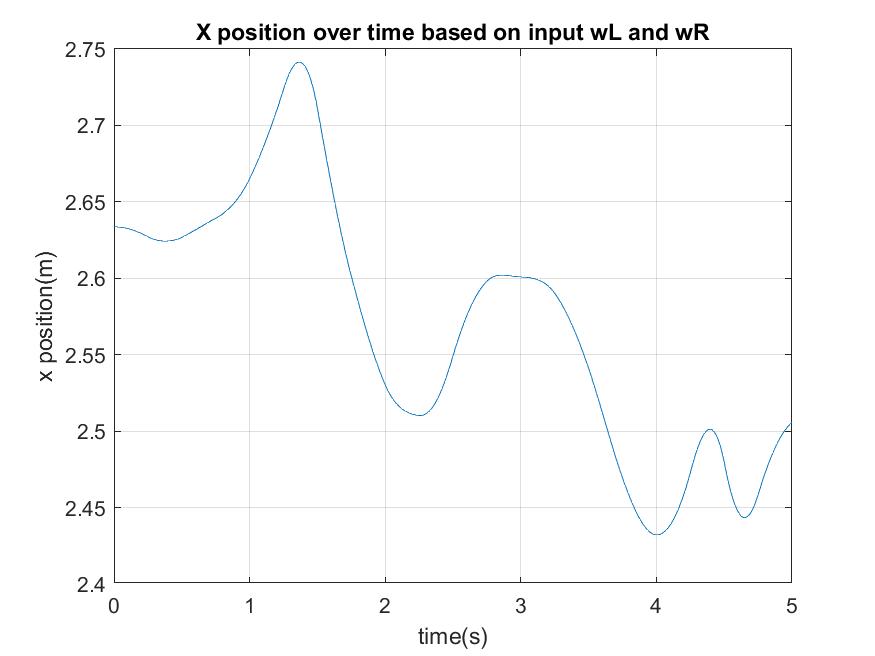 X position over time based on input wL and wR
2.75
2.7
2.65
2.6
2.55
2.5
2.45
2.4
x position(m)
0 1 2 3 4 5
time(s)